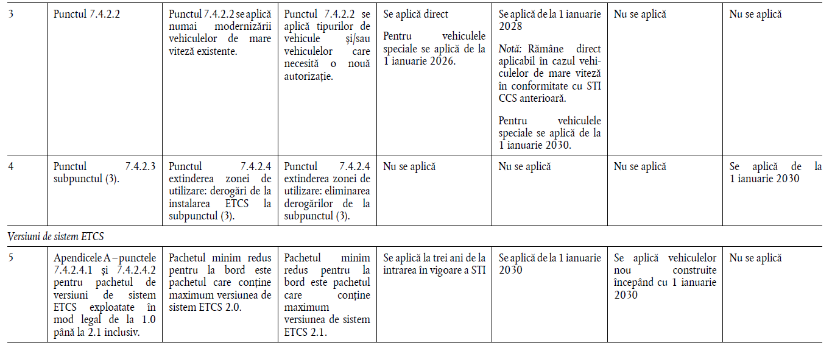 3
Punctul 7.4.2.2
Punctul 7.4.2.2 se aplică
numai modernizării
vehiculelor de mare
viteză existente.
Punctul 7.4.2.2 se
aplică tipurilor de
vehicule și/sau
vehiculelor care
necesită o nouă
autorizație.
Se aplică direct
Pentru vehiculele
speciale se aplică de la
1 ianuarie 2026.
Se aplică de la 1 ianuarie
2028
Notă: Rămâne direct
aplicabil în cazul vehi-
culelor de mare viteză
în conformitate cu STI
CCS anterioară.
Pentru vehiculele
speciale se aplică de la
1 ianuarie 2030.
Nu se aplică
Nu se aplică
4
Punctul 7.4.2.3
subpunctul (3).
Punctul 7.4.2.4
extinderea zonei de
utilizare: derogări de la
instalarea ETCS la
subpunctul (3).
Punctul 7.4.2.4
extinderea zonei de
utilizare: eliminarea
derogărilor de la
subpunctul (3).
Nu se aplică
Nu se aplică
Nu se aplică
Se aplică de la
1 ianuarie 2030
Versiuni de sistem ETCS
5
Apendicele A – punctele
7.4.2.4.1 și 7.4.2.4.2
pentru pachetul de
versiuni de sistem
ETCS exploatate în
mod legal de la 1.0
până la 2.1 inclusiv.
Pachetul minim redus
pentru la bord este
pachetul care conține
maximum versiunea de
sistem ETCS 2.0.
Pachetul minim
redus pentru la
bord este pachetul
care conține
maximum
versiunea de sistem
ETCS 2.1.
Se aplică la trei ani de la
intrarea în vigoare a STI
Se aplică de la 1 ianuarie
2030
Se aplică vehiculelor
nou construite
începând cu 1 ianuarie
2030
Nu se aplică